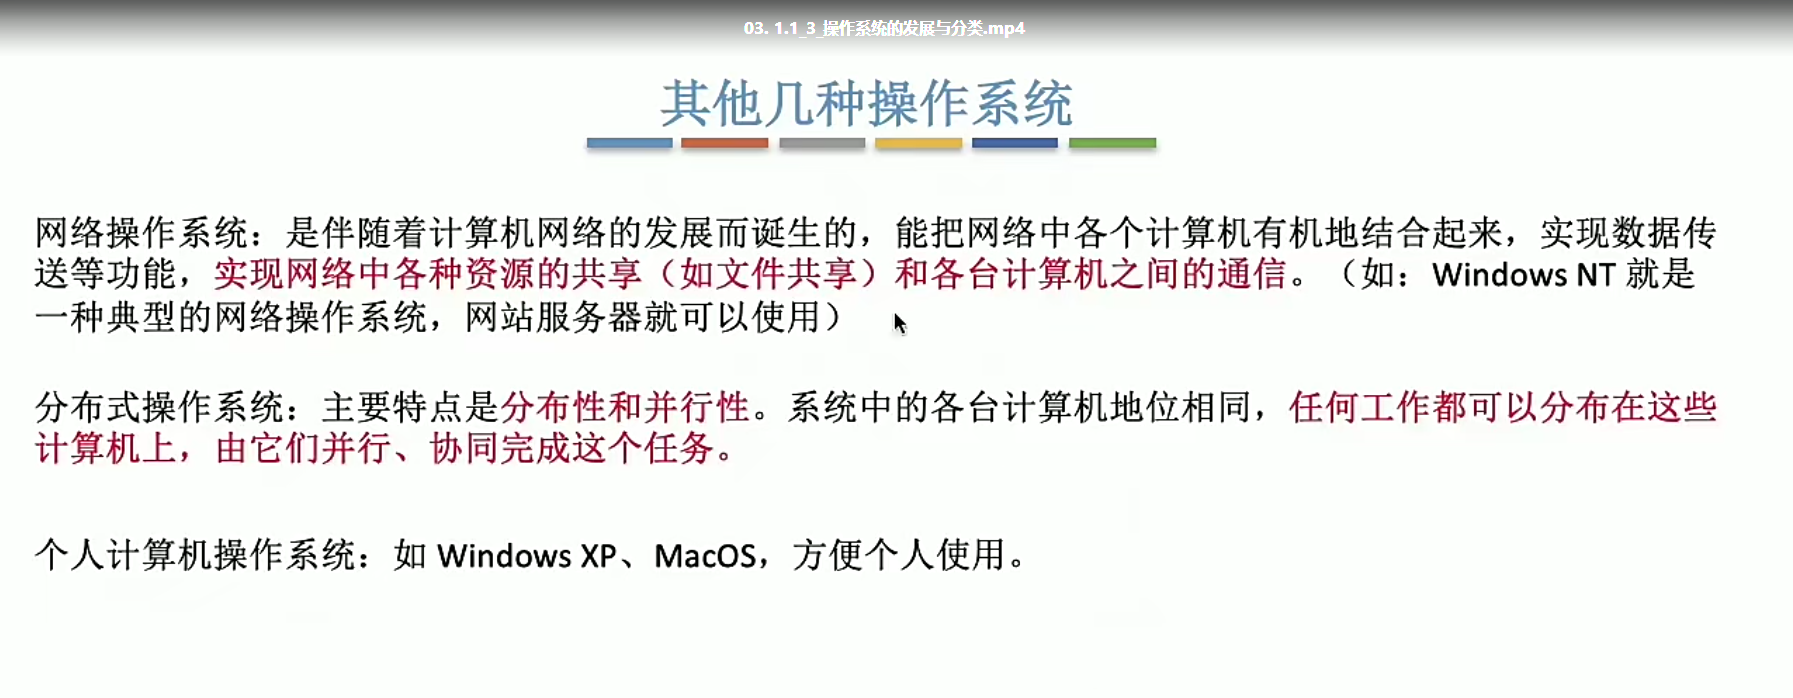 03. 1.1_3_操作系统的发展与分类.mp4
其他几种操作系统
网络操作系统：是伴随着计算机网络的发展而诞生的，能把网络中各个计算机有机地结合起来，实现数据传
送等功能，实现网络中各种资源的共享（如文件共享）和各台计算机之间的通信。（如：Windows NT 就是
一种典型的网络操作系统，网站服务器就可以使用）
分布式操作系统：主要特点是分布性和并行性。系统中的各台计算机地位相同，任何工作都可以分布在这些
计算机上，由它们并行、协同完成这个任务。
个人计算机操作系统：如 Windows XP、MacOS，方便个人使用。